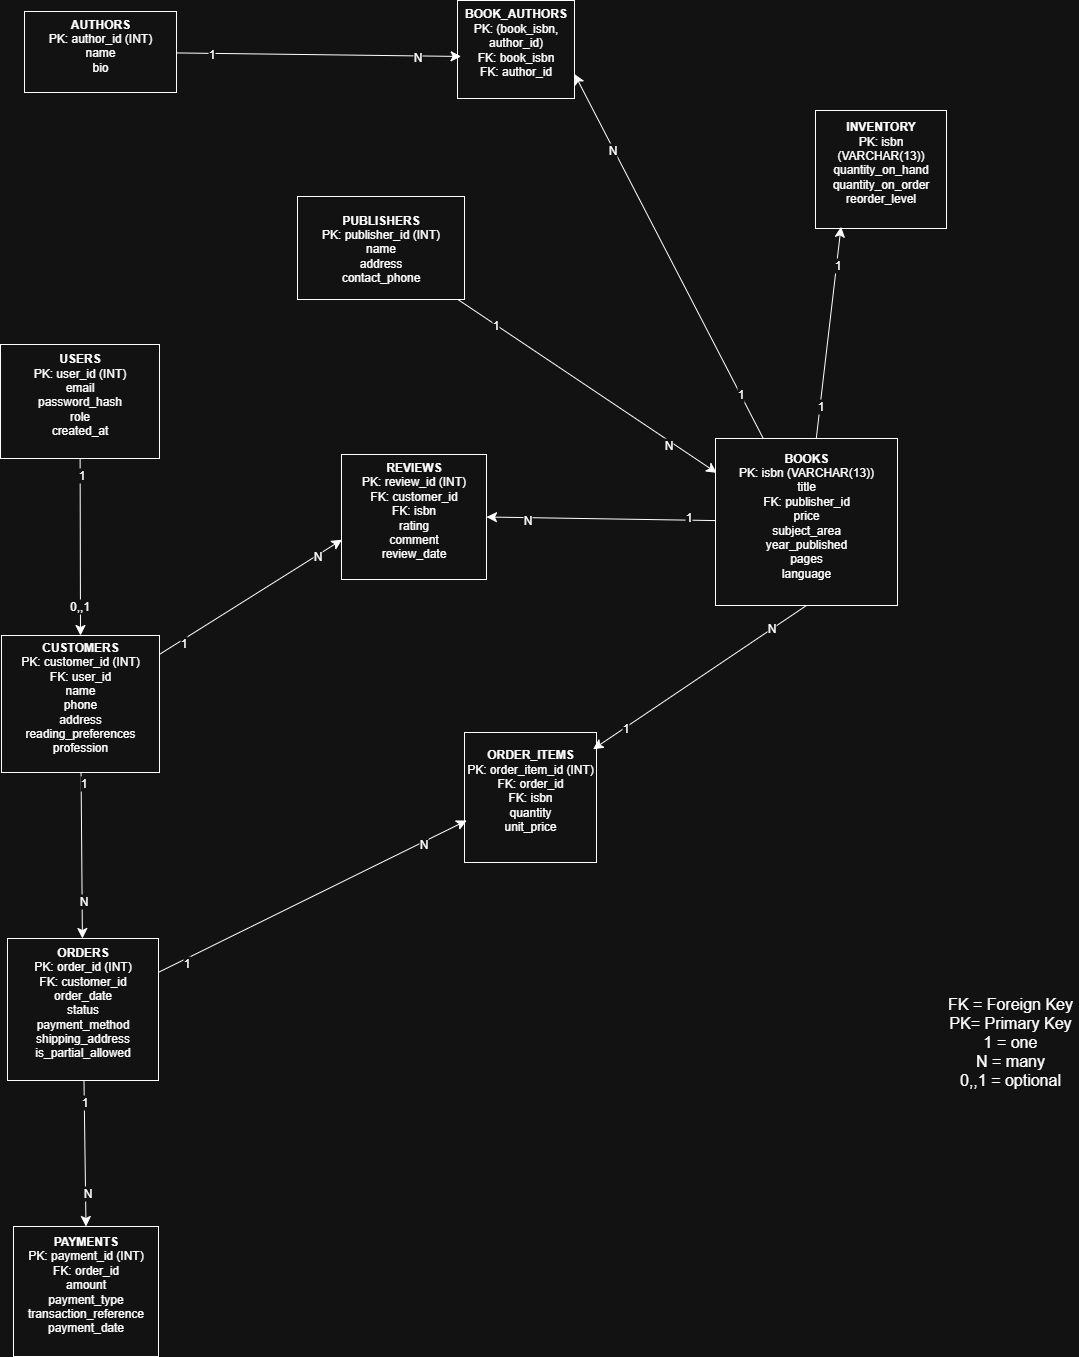 AUTHORS
PK: author_id (INT)
name
bio
1
N
BOOK_AUTHORS
PK: (book_isbn,
author_id)
FK: book_isbn
FK: author_id
N
1
INVENTORY
PK: isbn
(VARCHAR(13))
quantity_on_hand
quantity_on_order
reorder_level
1
1
PUBLISHERS
PK: publisher_id (INT)
name
address
contact_phone
1
N
USERS
PK: user_id (INT)
email
password_hash
role
created_at
1
0,,1
REVIEWS
PK: review_id (INT)
FK: customer_id
FK: isbn
rating
comment
review_date
N
1
N
1
BOOKS
PK: isbn (VARCHAR(13))
title
FK: publisher_id
price
subject_area
year_published
pages
language
N
1
CUSTOMERS
PK: customer_id (INT)
FK: user_id
name
phone
address
reading_preferences
profession
1
N
ORDER_ITEMS
PK: order_item_id (INT)
FK: order_id
FK: isbn
quantity
unit_price
N
1
ORDERS
PK: order_id (INT)
FK: customer_id
order_date
status
payment_method
shipping_address
is_partial_allowed
1
N
PAYMENTS
PK: payment_id (INT)
FK: order_id
amount
payment_type
transaction_reference
payment_date
FK = Foreign Key
PK= Primary Key
1 = one
N = many
0,,1 = optional